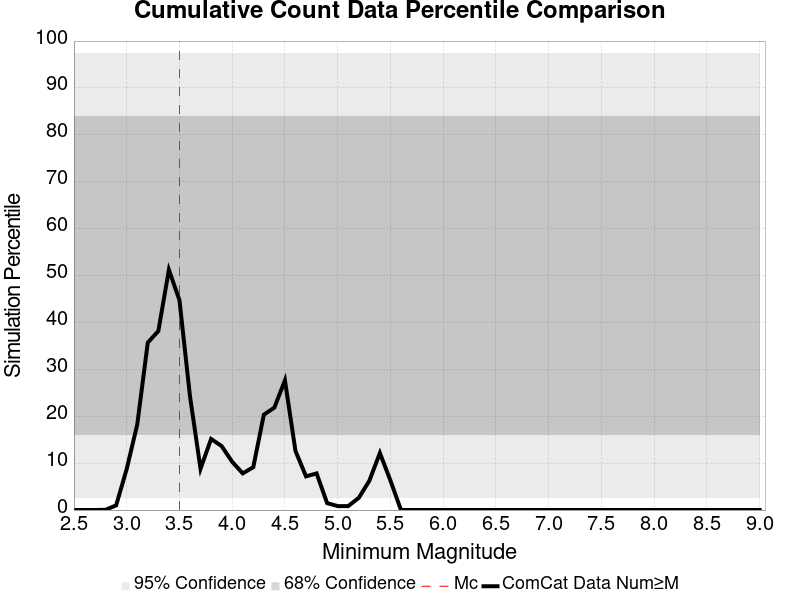 Cumulative Count Data Percentile Comparison
100
90
80
70
60
50
40
30
20
10
0
Simulation Percentile
2.5 3.0 3.5 4.0 4.5 5.0 5.5 6.0 6.5 7.0 7.5 8.0 8.5 9.0
Minimum Magnitude
95% Confidence 68% Confidence Mc ComCat Data Num≥M